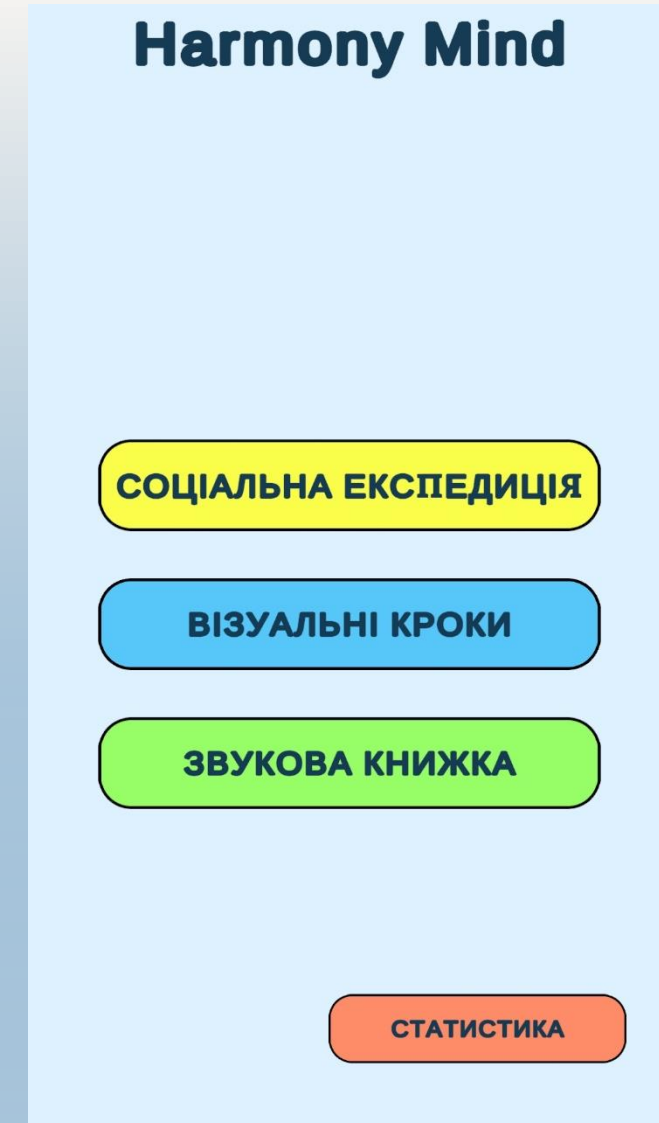 Harmony Mind
СОЦІАЛЬНА ЕКСПЕДИЦІЯ
ВІЗУАЛЬНІ КРОКИ
ЗВУКОВА КНИЖКА
СТАТИСТИКА